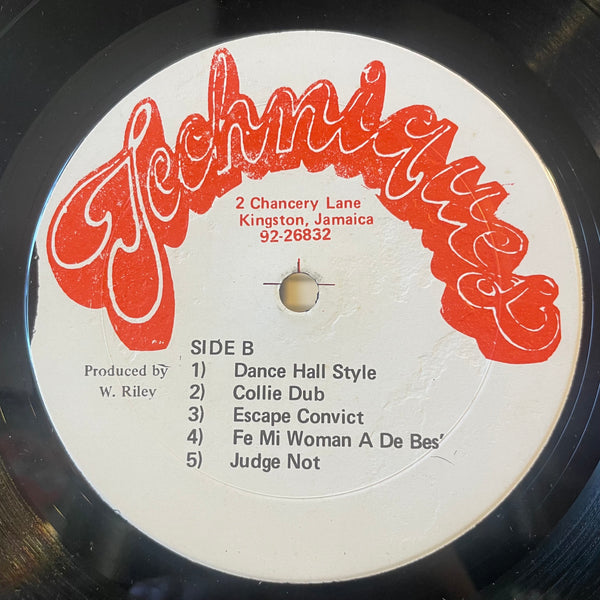 Techniques
2 Chancery Lane
Kingston, Jamaica
92-26832
SIDE B
Produced by
W. Riley
1) Dance Hall Style
2) Collie Dub
3) Escape Convict
4) Fe Mi Woman A De Bes'
5) Judge Not